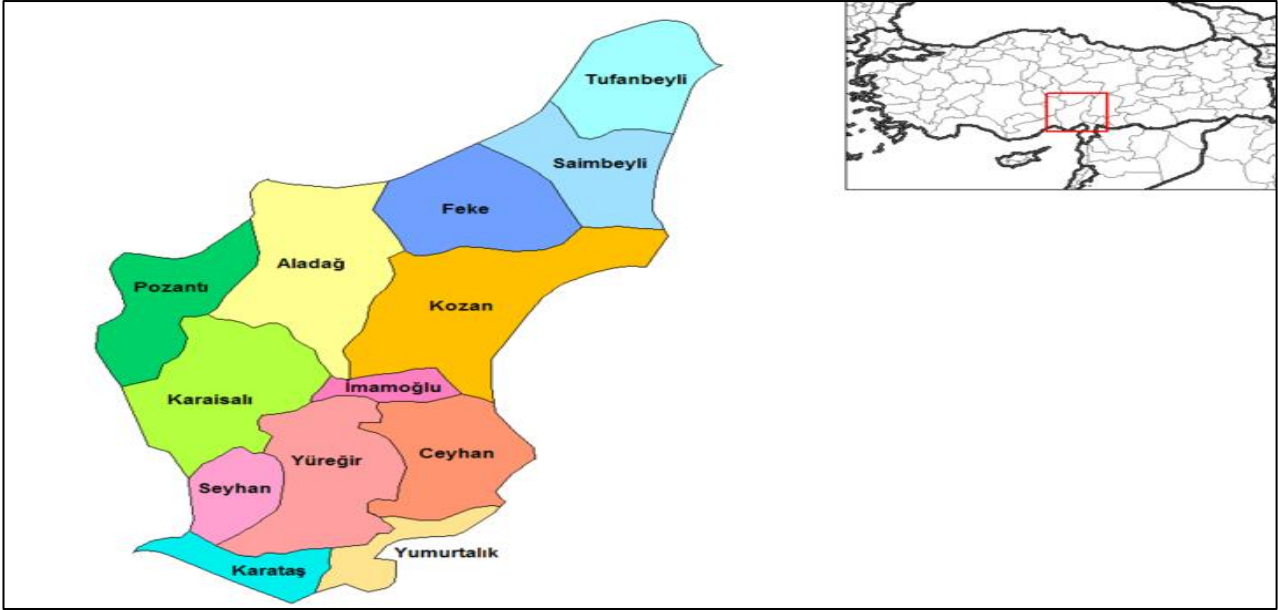 Tufanbeyli
Saimbeyli
Feke
Aladağ
Pozantı
Kozan
İmamoğlu
Karaisalı
Ceyhan
Yüreğir
Seyhan
Yumurtalık
Karataş